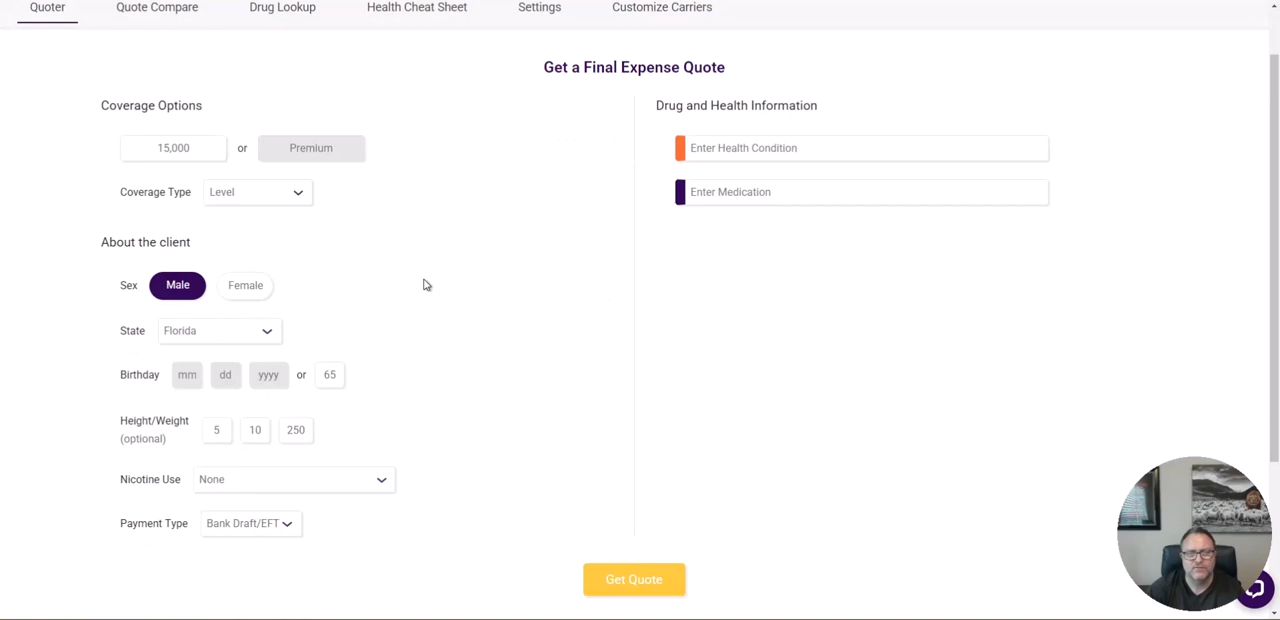 Quoter Quote Compare Drug Lookup Health Cheat Sheet Settings Customize Carriers
Get a Final Expense Quote
Coverage Options
15,000 or Premium
Coverage Type Level
About the client
Sex Male Female
State Florida
Birthday mm dd yyyy or 65
Height/Weight
(optional) 5 10 250
Nicotine Use None
Payment Type Bank Draft/EFT
Drug and Health Information
Enter Health Condition
Enter Medication
Get Quote